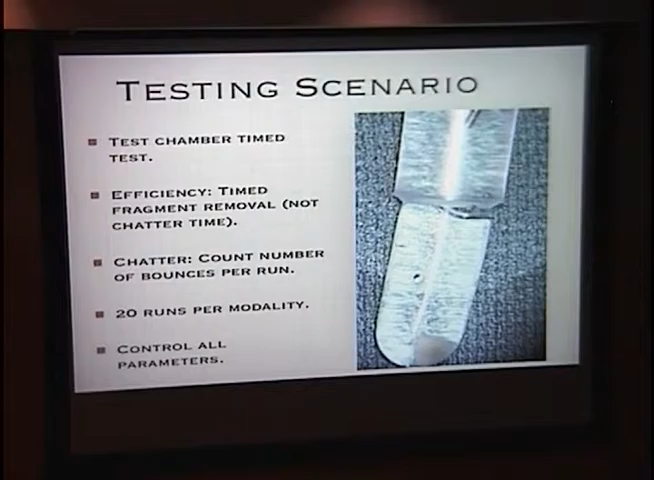 TESTING SCENARIO
TEST CHAMBER TIMED
TEST.
EFFICIENCY: TIMED
FRAGMENT REMOVAL (NOT
CHATTER TIME).
CHATTER: COUNT NUMBER
OF BOUNCES PER RUN.
20 RUNS PER MODALITY.
CONTROL ALL
PARAMETERS.